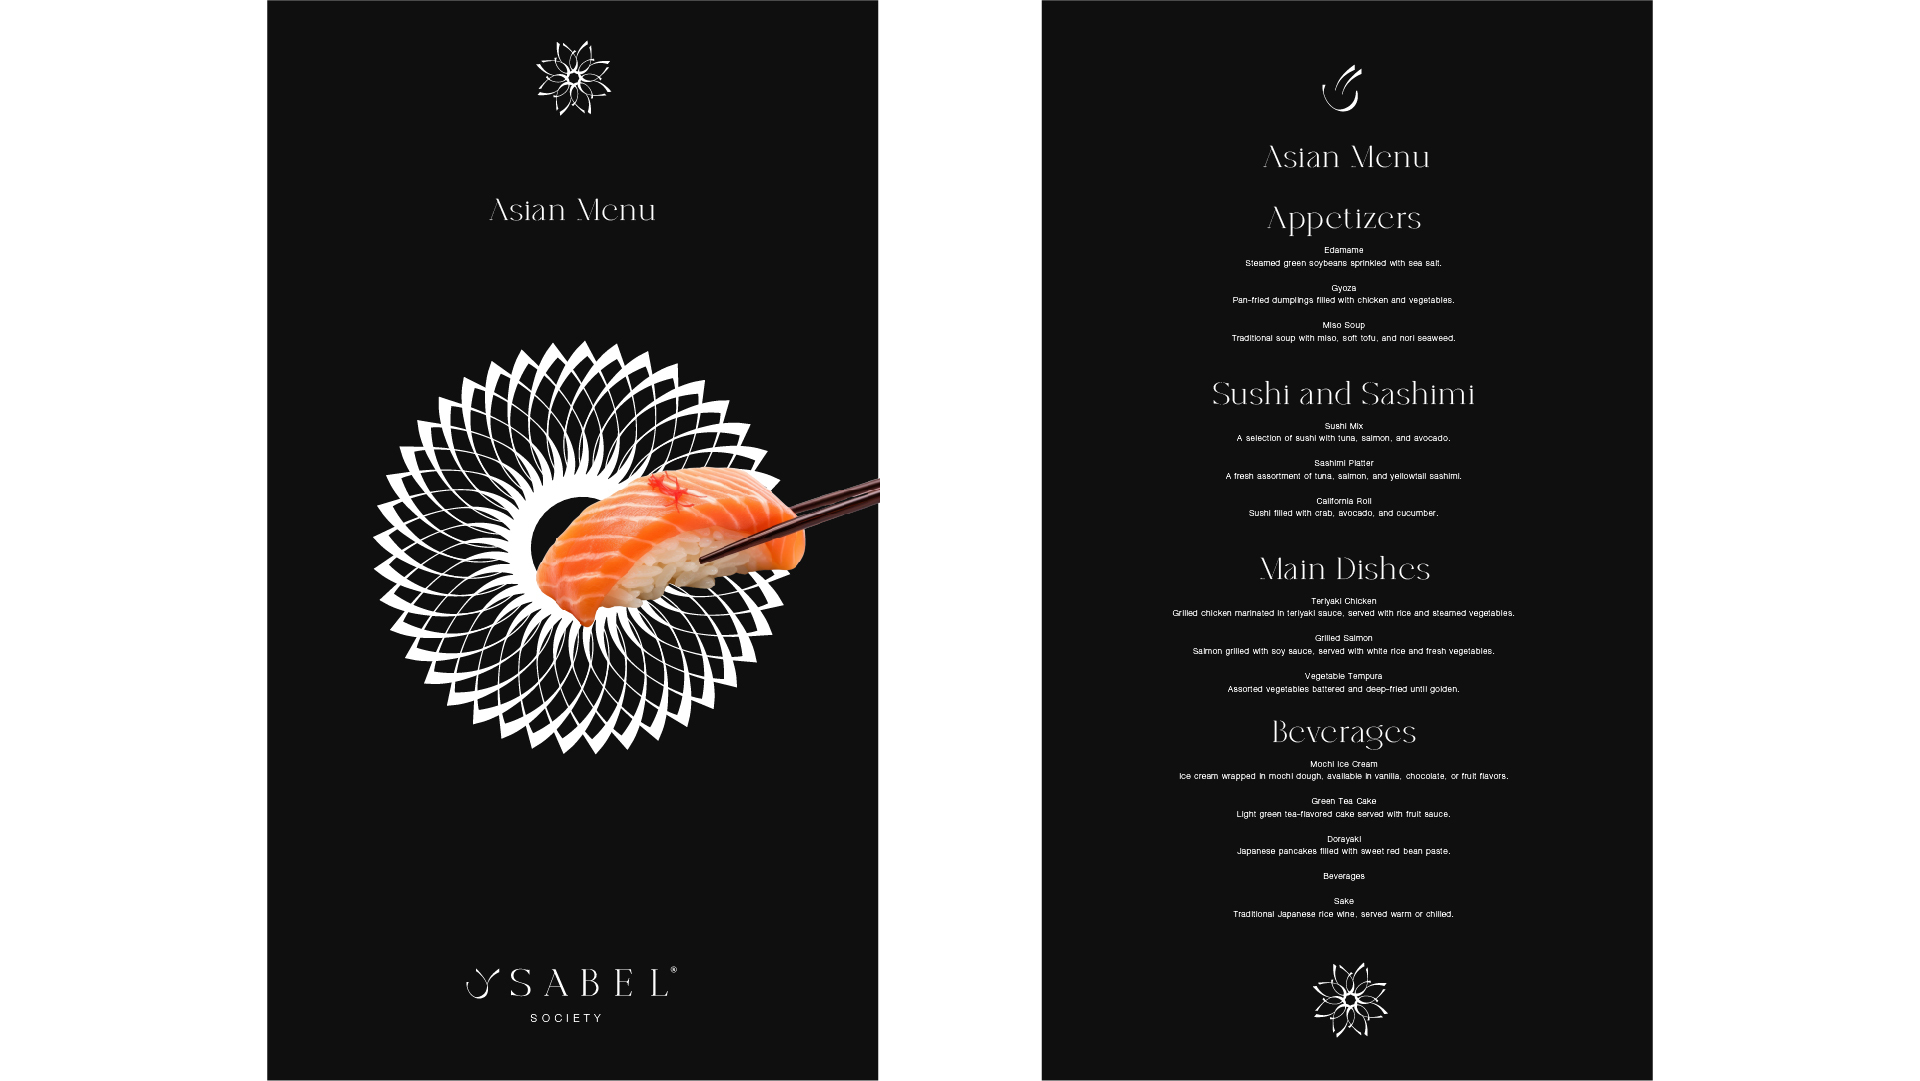 Asian Menu
YSABEL®
SOCIETY
Asian Menu
Appetizers
Edamame
Steamed green soybeans sprinkled with sea salt.
Gyoza
Pan-fried dumplings filled with chicken and vegetables.
Miso Soup
Traditional soup with miso, soft tofu, and nori seaweed.
Sushi and Sashimi
Sushi Mix
A selection of sushi with tuna, salmon, and avocado.
Sashimi Platter
A fresh assortment of tuna, salmon, and yellowtail sashimi.
California Roll
Sushi filled with crab, avocado, and cucumber.
Main Dishes
Teriyaki Chicken
Grilled chicken marinated in teriyaki sauce, served with rice and steamed vegetables.
Grilled Salmon
Salmon grilled with soy sauce, served with white rice and fresh vegetables.
Vegetable Tempura
Assorted vegetables battered and deep-fried until golden.
Beverages
Mochi Ice Cream
Ice cream wrapped in mochi dough, available in vanilla, chocolate, or fruit flavors.
Green Tea Cake
Light green tea-flavored cake served with fruit sauce.
Dorayaki
Japanese pancakes filled with sweet red bean paste.
Beverages
Sake
Traditional Japanese rice wine, served warm or chilled.